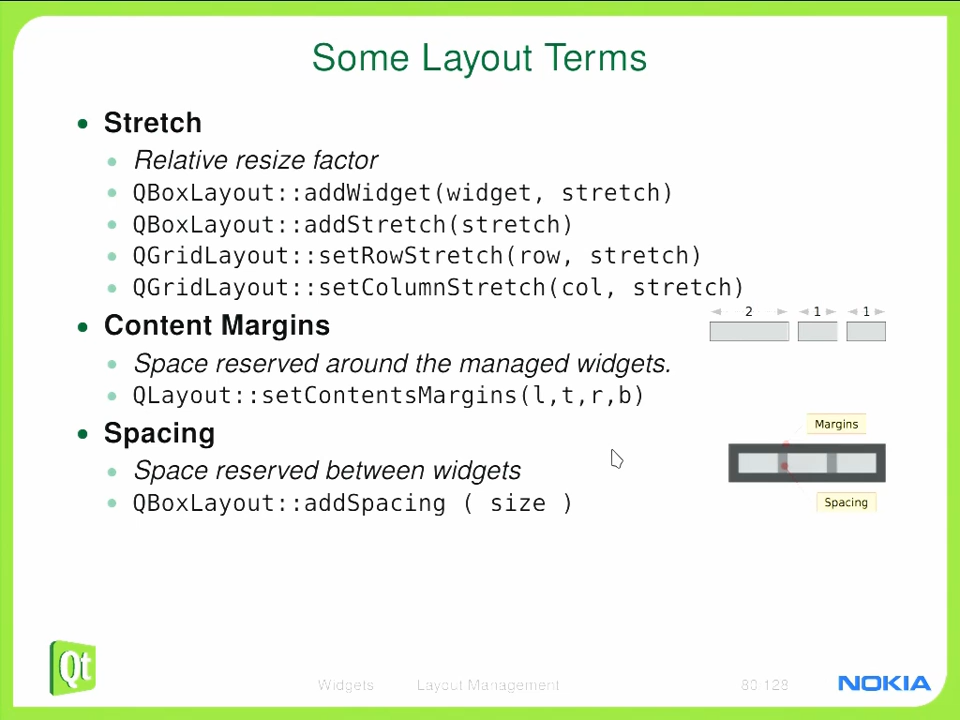 Some Layout Terms
• Stretch
• Relative resize factor
• QBoxLayout::addWidget(widget, stretch)
• QBoxLayout::addStretch(stretch)
• QGridLayout::setRowStretch(row, stretch)
• QGridLayout::setColumnStretch(col, stretch)
2 1 1
• Content Margins
• Space reserved around the managed widgets.
• QLayout::setContentsMargins(l,t,r,b)
Margins
• Spacing
• Space reserved between widgets
• QBoxLayout::addSpacing ( size )
Spacing
Qt
Widgets Layout Management 80 128
NOKIA